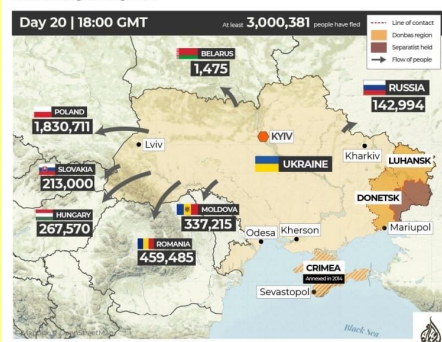 Day 20 | 18:00 GMT
At least 3,000,381 people have fled
Line of contact
Donbas region
Separatist held
Flow of people
BELARUS
1,475
RUSSIA
142,994
POLAND
1,830,711
Lviv
KYIV
Kharkiv
UKRAINE
LUHANSK
SLOVAKIA
213,000
DONETSK
HUNGARY
267,570
MOLDOVA
337,215
Mariupol
Odesa
Kherson
ROMANIA
459,485
CRIMEA
Annexed in 2014
Sevastopol
Black Sea